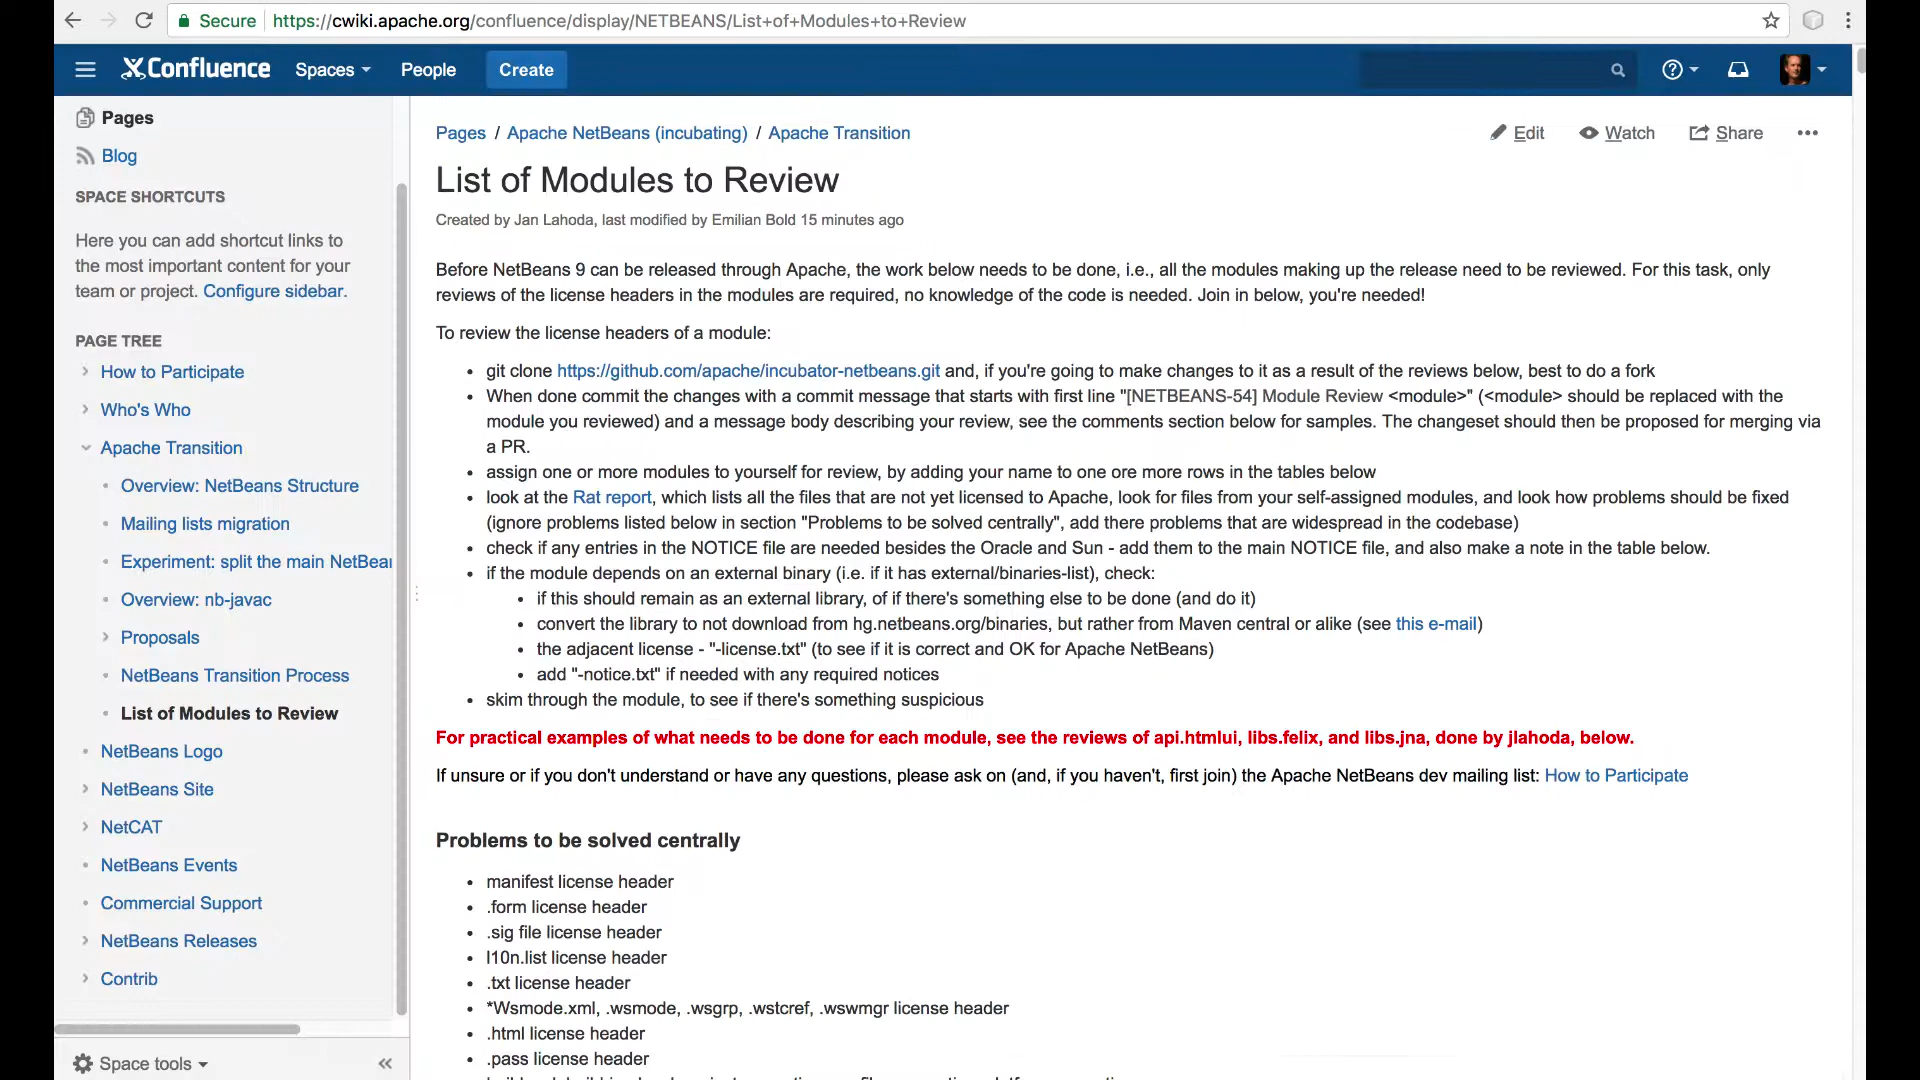 Secure https://cwiki.apache.org/confluence/display/NETBEANS/List+of+Modules+to+Review
Confluence Spaces People Create
Pages
Blog
SPACE SHORTCUTS
Here you can add shortcut links to
the most important content for your
team or project. Configure sidebar.
PAGE TREE
How to Participate
Who's Who
Apache Transition
Overview: NetBeans Structure
Mailing lists migration
Experiment: split the main NetBean
Overview: nb-javac
Proposals
NetBeans Transition Process
List of Modules to Review
NetBeans Logo
NetBeans Site
NetCAT
NetBeans Events
Commercial Support
NetBeans Releases
Contrib
Space tools
Pages / Apache NetBeans (incubating) / Apache Transition
Edit Watch Share
List of Modules to Review
Created by Jan Lahoda, last modified by Emilian Bold 15 minutes ago
Before NetBeans 9 can be released through Apache, the work below needs to be done, i.e., all the modules making up the release need to be reviewed. For this task, only
reviews of the license headers in the modules are required, no knowledge of the code is needed. Join in below, you're needed!
To review the license headers of a module:
• git clone https://github.com/apache/incubator-netbeans.git and, if you're going to make changes to it as a result of the reviews below, best to do a fork
• When done commit the changes with a commit message that starts with first line "[NETBEANS-54] Module Review <module>" (<module> should be replaced with the
module you reviewed) and a message body describing your review, see the comments section below for samples. The changeset should then be proposed for merging via
a PR.
• assign one or more modules to yourself for review, by adding your name to one ore more rows in the tables below
• look at the Rat report, which lists all the files that are not yet licensed to Apache, look for files from your self-assigned modules, and look how problems should be fixed
(ignore problems listed below in section "Problems to be solved centrally", add there problems that are widespread in the codebase)
• check if any entries in the NOTICE file are needed besides the Oracle and Sun - add them to the main NOTICE file, and also make a note in the table below.
• if the module depends on an external binary (i.e. if it has external/binaries-list), check:
• if this should remain as an external library, of if there's something else to be done (and do it)
• convert the library to not download from hg.netbeans.org/binaries, but rather from Maven central or alike (see this e-mail)
• the adjacent license - "-license.txt" (to see if it is correct and OK for Apache NetBeans)
• add "-notice.txt" if needed with any required notices
• skim through the module, to see if there's something suspicious
For practical examples of what needs to be done for each module, see the reviews of api.htmlui, libs.felix, and libs.jna, done by jlahoda, below.
If unsure or if you don't understand or have any questions, please ask on (and, if you haven't, first join) the Apache NetBeans dev mailing list: How to Participate
Problems to be solved centrally
• manifest license header
• .form license header
• .sig file license header
• l10n.list license header
• .txt license header
• *Wsmode.xml, .wsmode, .wsgrp, .wstcref, .wswmgr license header
• .html license header
• .pass license header